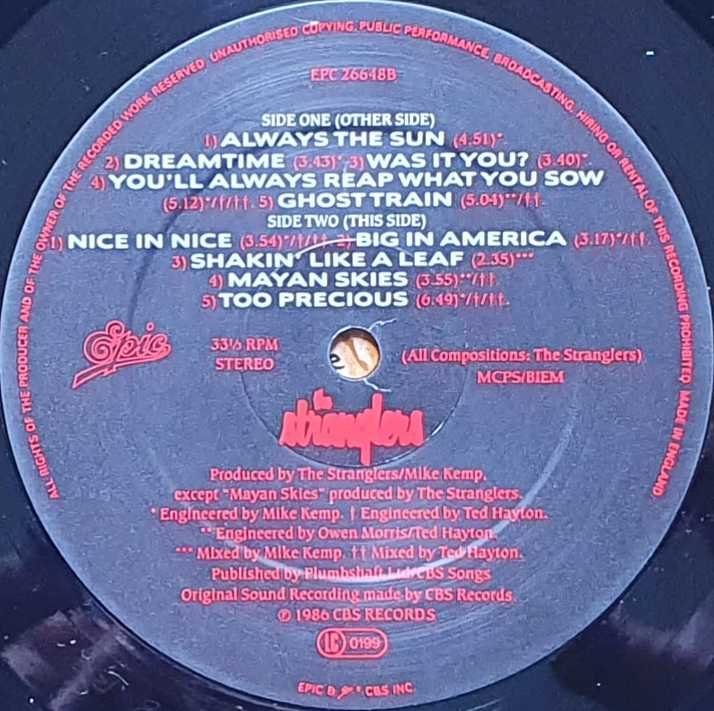 ALL RIGHTS OF THE PRODUCER AND OF THE OWNER OF THE RECORDED WORK RESERVED. UNAUTHORISED COPYING, PUBLIC PERFORMANCE, BROADCASTING, HIRING OR RENTAL OF THIS RECORDING PROHIBITED. MADE IN ENGLAND.
EPC 26648B
SIDE ONE (OTHER SIDE)
1) ALWAYS THE SUN (4.51)*.
2) DREAMTIME (3.43)* 3) WAS IT YOU? (3.40)*.
4) YOU'LL ALWAYS REAP WHAT YOU SOW
(5.12)*/†/††. 5) GHOST TRAIN (5.04)**/††.
SIDE TWO (THIS SIDE)
1) NICE IN NICE (3.54)*/†/††. 2) BIG IN AMERICA (3.17)*/††.
3) SHAKIN' LIKE A LEAF (2.35)***
4) MAYAN SKIES (3.55)**/††
5) TOO PRECIOUS (6.49)*/†/††.
Epic
33⅓ RPM
STEREO
(All Compositions: The Stranglers)
MCPS/BIEM
the
stranglers
Produced by The Stranglers/Mike Kemp,
except "Mayan Skies" produced by The Stranglers.
* Engineered by Mike Kemp. † Engineered by Ted Hayton.
** Engineered by Owen Morris/Ted Hayton.
*** Mixed by Mike Kemp. †† Mixed by Ted Hayton.
Published by Plumbshaft Ltd/CBS Songs
Original Sound Recording made by CBS Records.
℗ 1986 CBS RECORDS
LC 0199
EPIC & ® CBS INC.